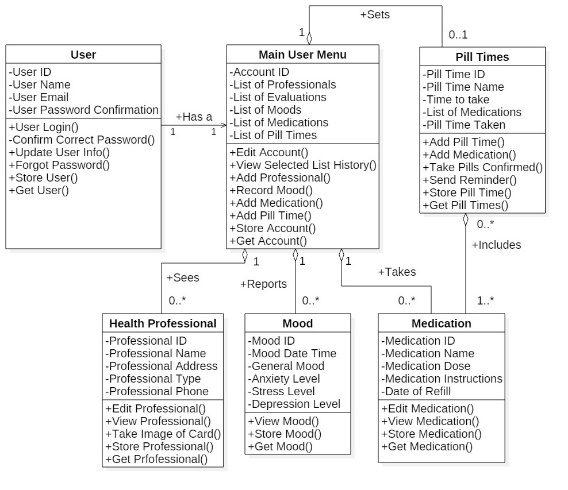 +Sets
1
0..1
User
-User ID
-User Name
-User Email
-User Password Confirmation
+User Login()
-Confirm Correct Password()
+Update User Info()
+Forgot Password()
+Store User()
+Get User()
+Has a
1
1
Main User Menu
-Account ID
-List of Professionals
-List of Evaluations
-List of Moods
-List of Medications
-List of Pill Times
+Edit Account()
+View Selected List History()
+Add Professional()
+Record Mood()
+Add Medication()
+Add Pill Time()
+Store Account()
+Get Account()
Pill Times
-Pill Time ID
-Pill Time Name
-Time to take
-List of Medications
-Pill Time Taken
+Add Pill Time()
+Add Medication()
+Take Pills Confirmed()
+Send Reminder()
+Store Pill Time()
+Get Pill Times()
0..*
+Includes
1..*
1
+Sees
0..*
1
+Reports
0..*
1
+Takes
0..*
Health Professional
-Professional ID
-Professional Name
-Professional Address
-Professional Type
-Professional Phone
+Edit Professional()
+View Professional()
+Take Image of Card()
+Store Professional()
+Get Prfofessional()
Mood
-Mood ID
-Mood Date Time
-General Mood
-Anxiety Level
-Stress Level
-Depression Level
+View Mood()
+Store Mood()
+Get Mood()
Medication
-Medication ID
-Medication Name
-Medication Dose
-Medication Instructions
-Date of Refill
+Edit Medication()
+View Medication()
+Store Medication()
+Get Medication()